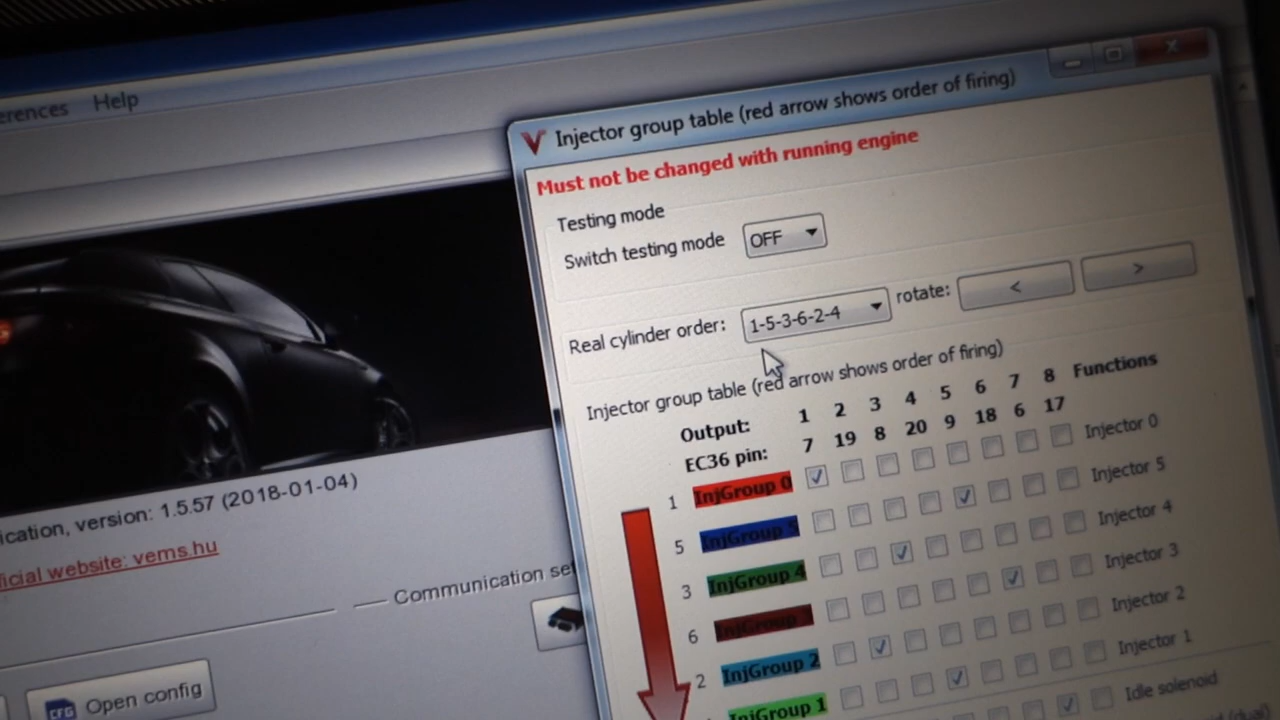 erences Help
Injector group table (red arrow shows order of firing)
Must not be changed with running engine
Testing mode
Switch testing mode OFF
Real cylinder order: 1-5-3-6-2-4 rotate: < >
Injector group table (red arrow shows order of firing)
Output: 1 2 3 4 5 6 7 8 Functions
EC36 pin: 7 19 8 20 9 18 6 17
1 InjGroup 0 Injector 0
5 InjGroup 5 Injector 5
3 InjGroup 4 Injector 4
6 InjGroup 3 Injector 3
2 InjGroup 2 Injector 2
InjGroup 1 Injector 1
Idle solenoid
ication, version: 1.5.57 (2018-01-04)
ficial website: vems.hu
Communication set
CFG Open config